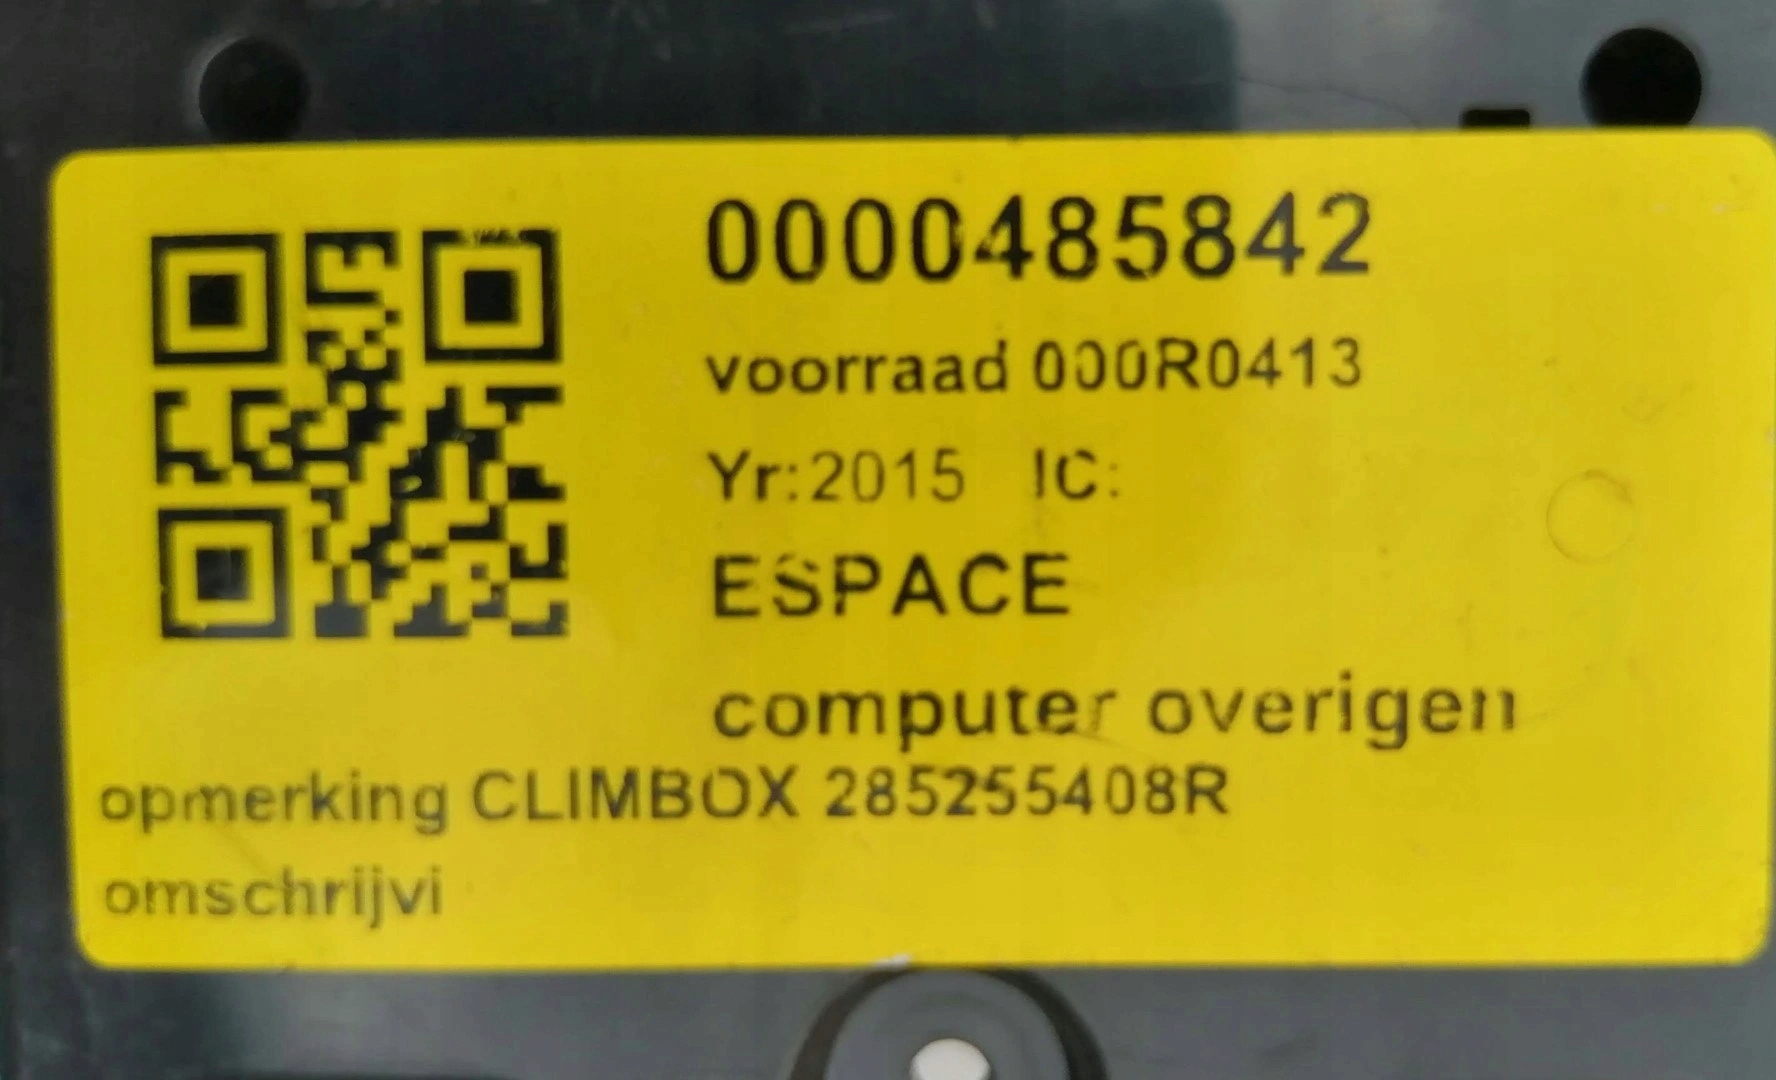 0000485842
voorraad 000R0413
Yr:2015 IC:
ESPACE
computer overigen
opmerking CLIMBOX 285255408R
omschrijvi